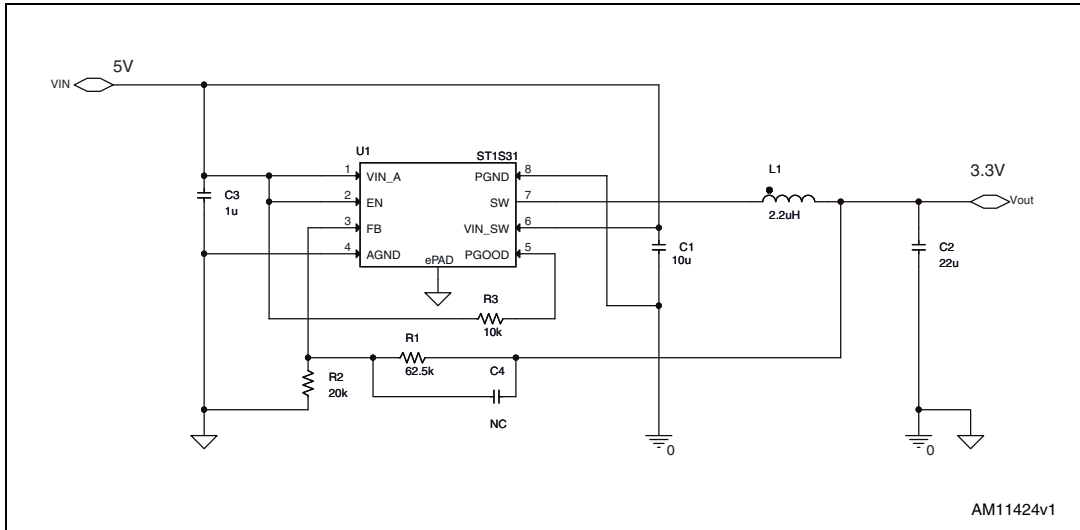 5V
VIN
U1
ST1S31
1
VIN_A
PGND
8
2
EN
SW
7
3
FB
VIN_SW
6
4
AGND
ePAD
PGOOD
5
C3
1u
L1
2.2uH
3.3V
Vout
C1
10u
C2
22u
R3
10k
R1
62.5k
C4
NC
R2
20k
0
0
AM11424v1